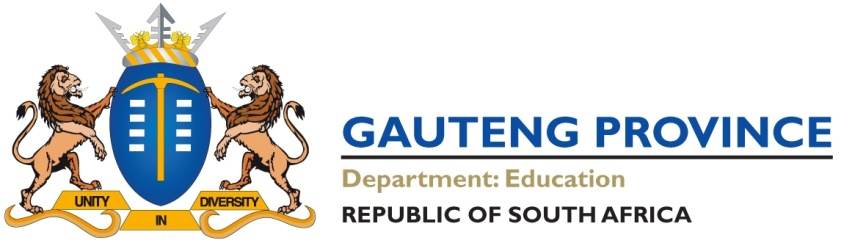 UNITY IN DIVERSITY
GAUTENG PROVINCE
Department: Education
REPUBLIC OF SOUTH AFRICA